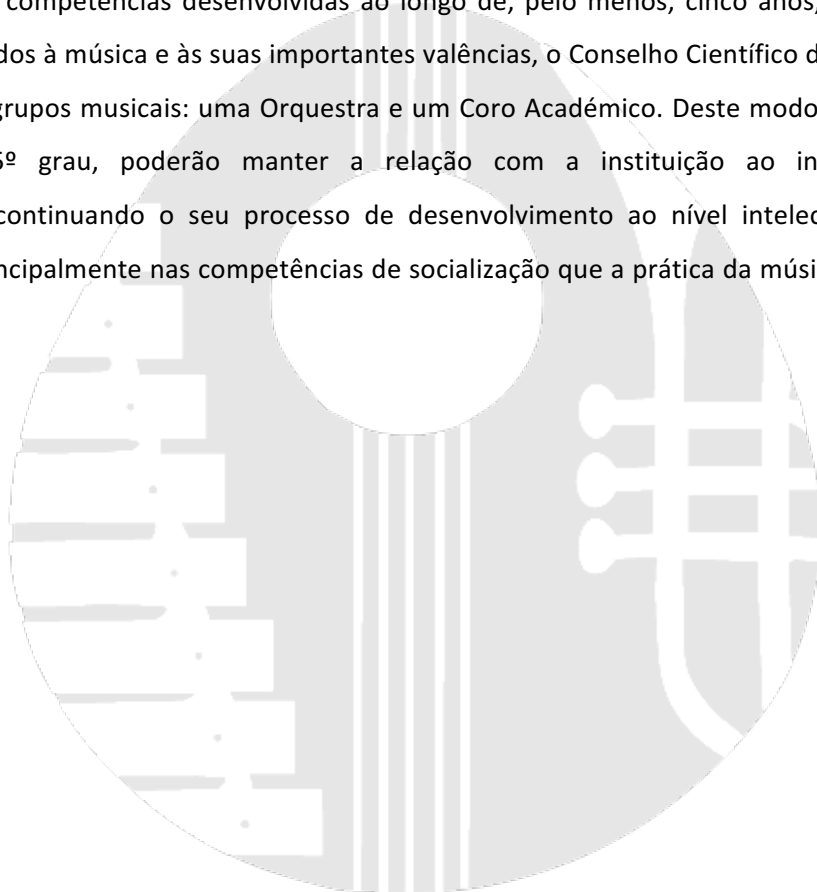 competências desenvolvidas ao longo de, pelo menos, cinco anos,
dos à música e às suas importantes valências, o Conselho Científico d
grupos musicais: uma Orquestra e um Coro Académico. Deste modo
5º grau, poderão manter a relação com a instituição ao in
continuando o seu processo de desenvolvimento ao nível intele
ncipalmente nas competências de socialização que a prática da músi